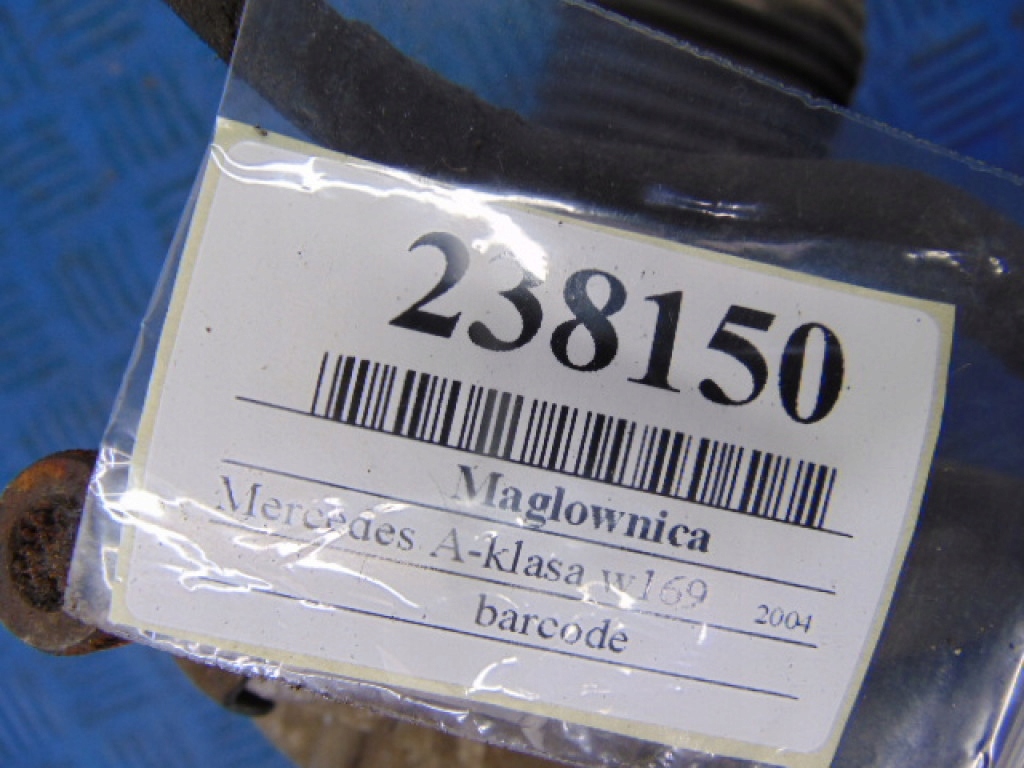 238150
Maglownica
Mercedes A-klasa w169
2004
barcode